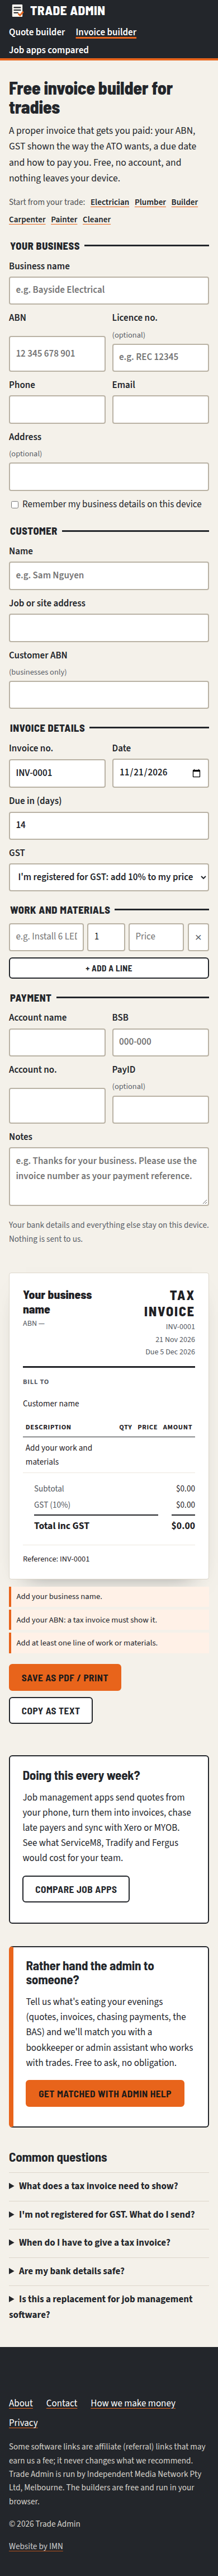 TRADE ADMIN
Quote builder Invoice builder
Job apps compared
Free invoice builder for
tradies
A proper invoice that gets you paid: your ABN,
GST shown the way the ATO wants, a due date
and how to pay you. Free, no account, and
nothing leaves your device.
Start from your trade: Electrician Plumber Builder
Carpenter Painter Cleaner
YOUR BUSINESS
Business name
e.g. Bayside Electrical
ABN
Licence no.
(optional)
12 345 678 901
e.g. REC 12345
Phone
Email
Address
(optional)
Remember my business details on this device
CUSTOMER
Name
e.g. Sam Nguyen
Job or site address
Customer ABN
(businesses only)
INVOICE DETAILS
Invoice no.
Date
INV-0001
11/21/2026
Due in (days)
14
GST
I'm registered for GST: add 10% to my price
WORK AND MATERIALS
e.g. Install 6 LED
1
Price
×
+ ADD A LINE
PAYMENT
Account name
BSB
000-000
Account no.
PayID
(optional)
Notes
e.g. Thanks for your business. Please use the
invoice number as your payment reference.
Your bank details and everything else stay on this device.
Nothing is sent to us.
Your business
name
ABN —
TAX
INVOICE
INV-0001
21 Nov 2026
Due 5 Dec 2026
BILL TO
Customer name
DESCRIPTION QTY PRICE AMOUNT
Add your work and
materials
Subtotal $0.00
GST (10%) $0.00
Total inc GST $0.00
Reference: INV-0001
Add your business name.
Add your ABN: a tax invoice must show it.
Add at least one line of work or materials.
SAVE AS PDF / PRINT
COPY AS TEXT
Doing this every week?
Job management apps send quotes from
your phone, turn them into invoices, chase
late payers and sync with Xero or MYOB.
See what ServiceM8, Tradify and Fergus
would cost for your team.
COMPARE JOB APPS
Rather hand the admin to
someone?
Tell us what's eating your evenings
(quotes, invoices, chasing payments, the
BAS) and we'll match you with a
bookkeeper or admin assistant who works
with trades. Free to ask, no obligation.
GET MATCHED WITH ADMIN HELP
Common questions
What does a tax invoice need to show?
I'm not registered for GST. What do I send?
When do I have to give a tax invoice?
Are my bank details safe?
Is this a replacement for job management
software?
About Contact How we make money
Privacy
Some software links are affiliate (referral) links that may
earn us a fee; it never changes what we recommend.
Trade Admin is run by Independent Media Network Pty
Ltd, Melbourne. The builders are free and run in your
browser.
© 2026 Trade Admin
Website by IMN